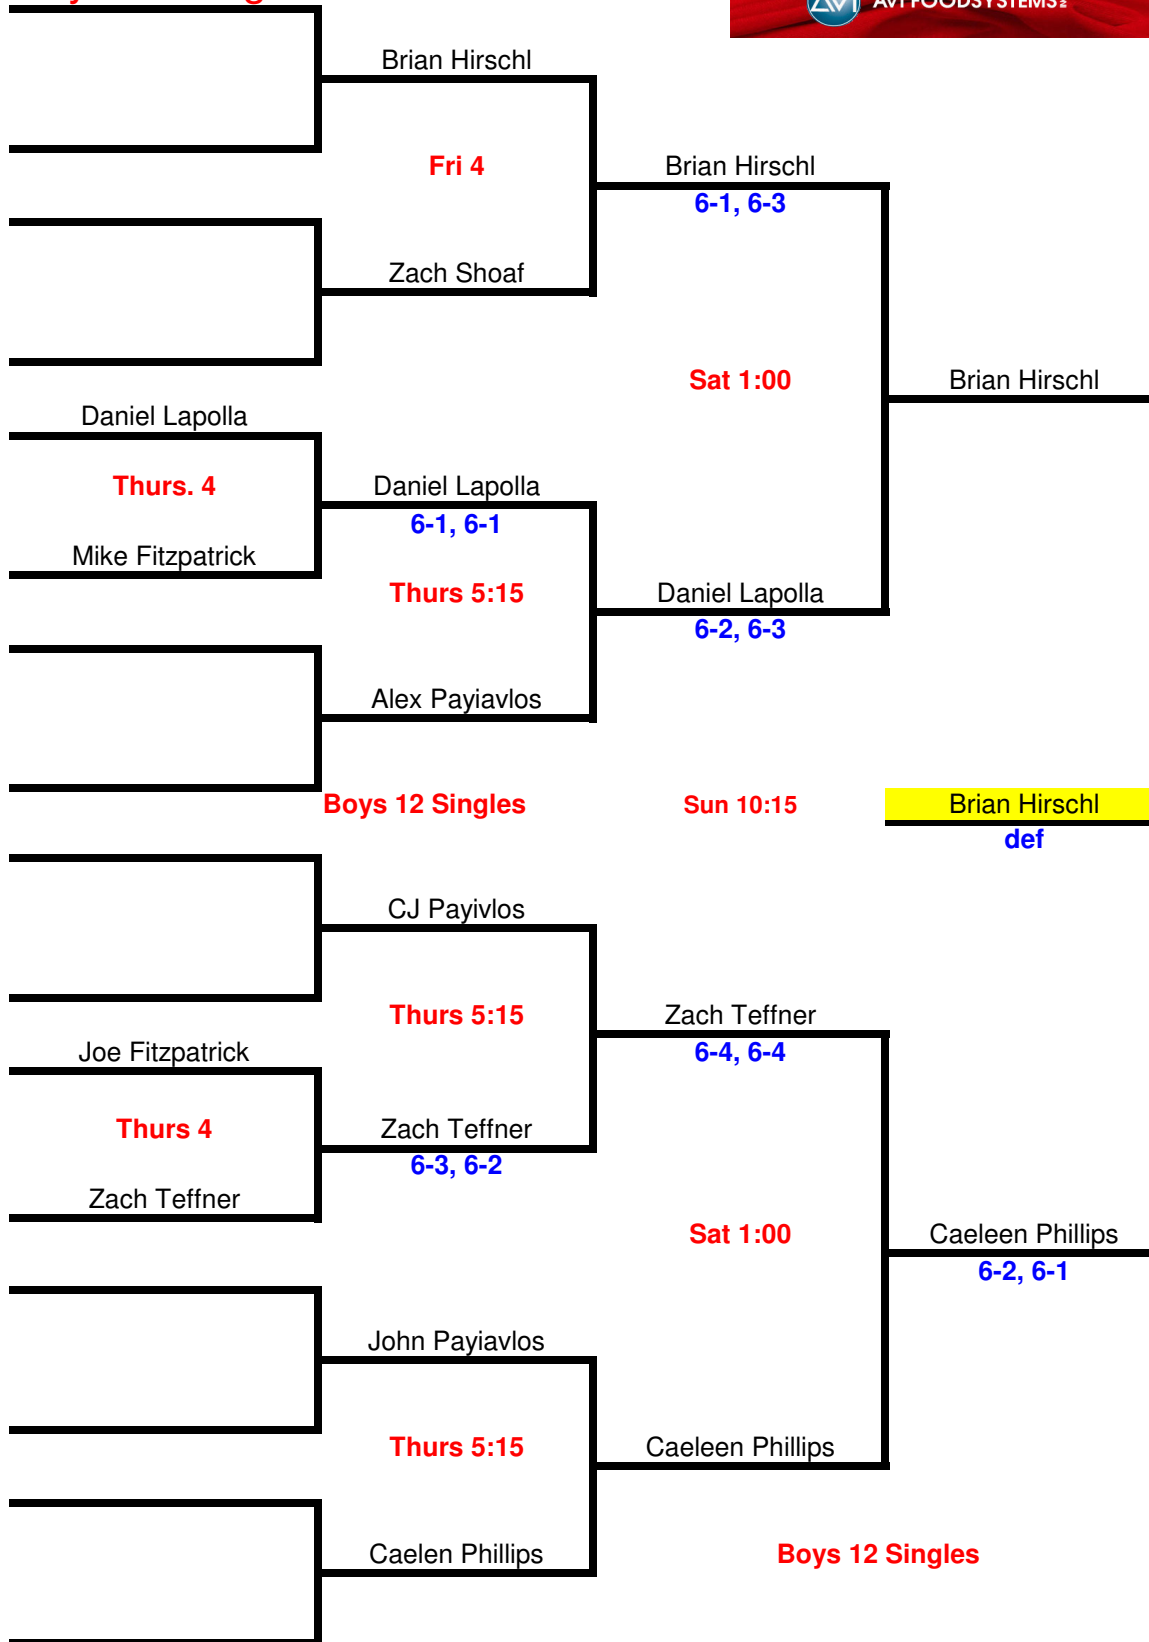 AVI FOODSYSTEMS
Brian Hirschl
Fri 4
Brian Hirschl
6-1, 6-3
Zach Shoaf
Sat 1:00
Brian Hirschl
Daniel Lapolla
Thurs. 4
Daniel Lapolla
6-1, 6-1
Mike Fitzpatrick
Thurs 5:15
Daniel Lapolla
6-2, 6-3
Alex Payiavlos
Boys 12 Singles
Sun 10:15
Brian Hirschl
def
CJ Payivlos
Thurs 5:15
Zach Teffner
6-4, 6-4
Joe Fitzpatrick
Thurs 4
Zach Teffner
6-3, 6-2
Zach Teffner
Sat 1:00
Caeleen Phillips
6-2, 6-1
John Payiavlos
Thurs 5:15
Caeleen Phillips
Caelen Phillips
Boys 12 Singles